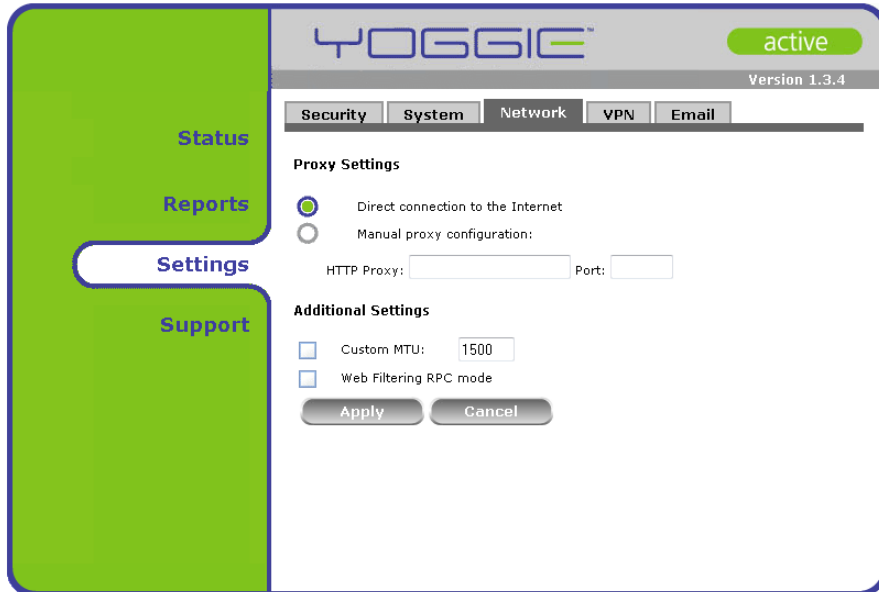 YOGGIE™
active
Version 1.3.4
Security System Network VPN Email
Status
Reports
Settings
Support
Proxy Settings
Direct connection to the Internet
Manual proxy configuration:
HTTP Proxy: Port:
Additional Settings
Custom MTU: 1500
Web Filtering RPC mode
Apply Cancel